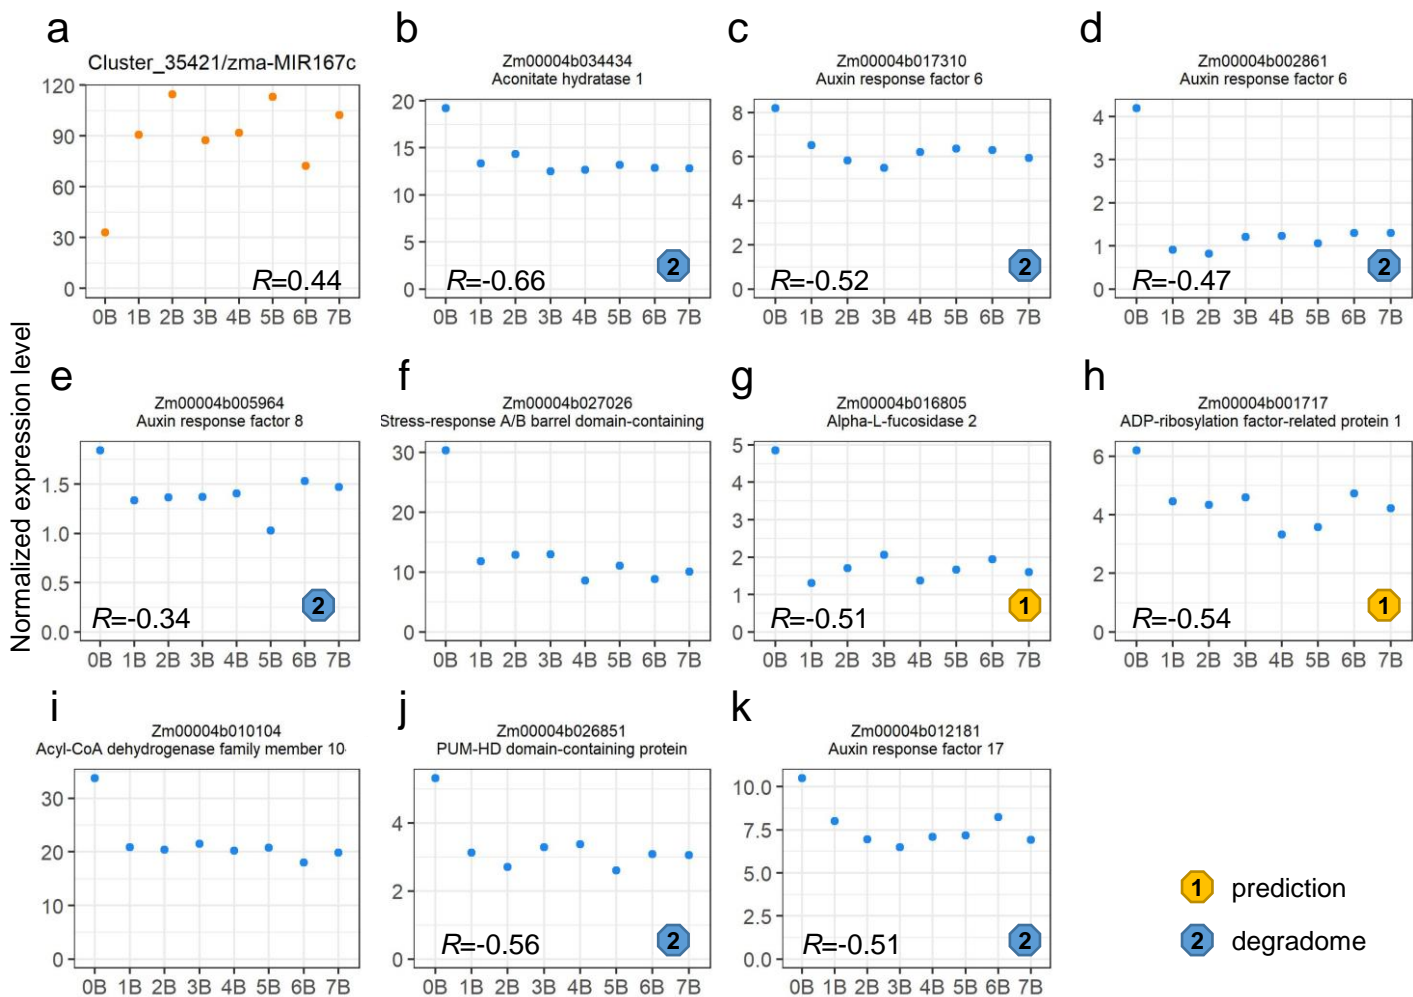 Normalized expression level
a
Cluster_35421/zma-MIR167c
120
90
60
30
0
R=0.44
0B 1B 2B 3B 4B 5B 6B 7B
b
Zm00004b034434
Aconitate hydratase 1
20
15
10
5
0
R=-0.66
2
0B 1B 2B 3B 4B 5B 6B 7B
c
Zm00004b017310
Auxin response factor 6
8
6
4
2
0
R=-0.52
2
0B 1B 2B 3B 4B 5B 6B 7B
d
Zm00004b002861
Auxin response factor 6
4
3
2
1
0
R=-0.47
2
0B 1B 2B 3B 4B 5B 6B 7B
e
Zm00004b005964
Auxin response factor 8
1.5
1.0
0.5
0.0
R=-0.34
2
0B 1B 2B 3B 4B 5B 6B 7B
f
Zm00004b027026
Stress-response A/B barrel domain-containing
30
20
10
0
0B 1B 2B 3B 4B 5B 6B 7B
g
Zm00004b016805
Alpha-L-fucosidase 2
5
4
3
2
1
0
R=-0.51
1
0B 1B 2B 3B 4B 5B 6B 7B
h
Zm00004b001717
ADP-ribosylation factor-related protein 1
6
4
2
0
R=-0.54
1
0B 1B 2B 3B 4B 5B 6B 7B
i
Zm00004b010104
Acyl-CoA dehydrogenase family member 10
30
20
10
0
0B 1B 2B 3B 4B 5B 6B 7B
j
Zm00004b026851
PUM-HD domain-containing protein
4
2
0
R=-0.56
2
0B 1B 2B 3B 4B 5B 6B 7B
k
Zm00004b012181
Auxin response factor 17
10.0
7.5
5.0
2.5
0.0
R=-0.51
2
0B 1B 2B 3B 4B 5B 6B 7B
1 prediction
2 degradome